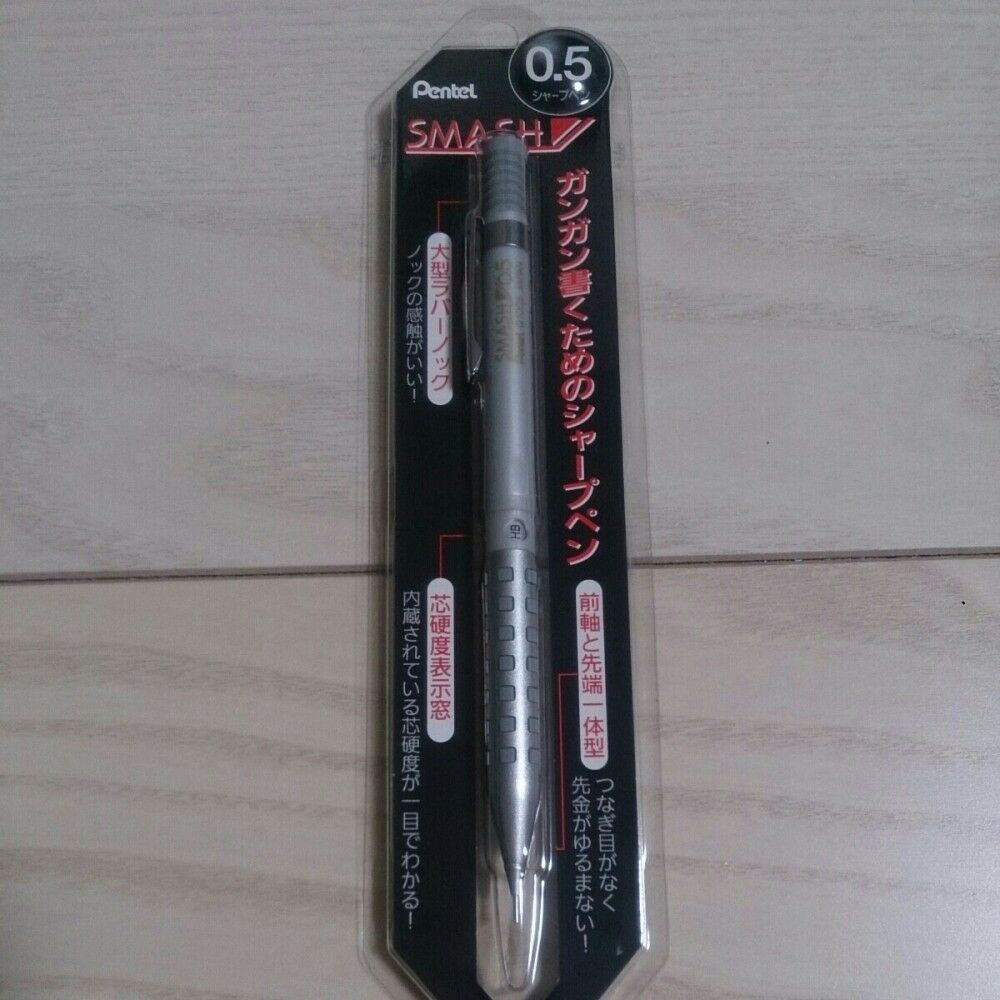 0.5
シャープペン
Pentel
SMASH
ガンガン書くためのシャープペン
大型ラバーノック
ノックの感触がいい!
SMASH
HB
芯硬度表示窓
内蔵されている芯硬度が一目でわかる!
前軸と先端一体型
つなぎ目がなく
先金がゆるまない!